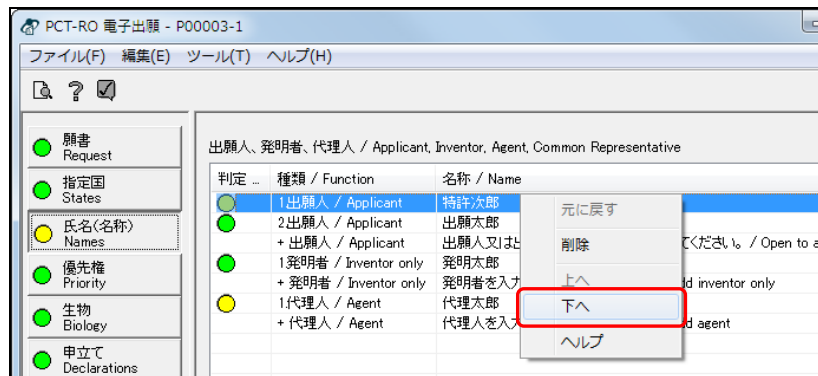 PCT-RO 電子出願 - P00003-1
ファイル(F) 編集(E) ツール(T) ヘルプ(H)
願書
Request
指定国
States
氏名(名称)
Names
優先権
Priority
生物
Biology
申立て
Declarations
出願人、発明者、代理人 / Applicant, Inventor, Agent, Common Representative
判定 ... 種類 / Function 名称 / Name
1出願人 / Applicant 特許次郎
2出願人 / Applicant 出願太郎
+ 出願人 / Applicant 出願人又は出 てください。 / Open to a
1発明者 / Inventor only 発明太郎
+ 発明者 / Inventor only 発明者を入 dd inventor only
1代理人 / Agent 代理太郎
+ 代理人 / Agent 代理人を入 d agent
元に戻す
削除
上へ
下へ
ヘルプ